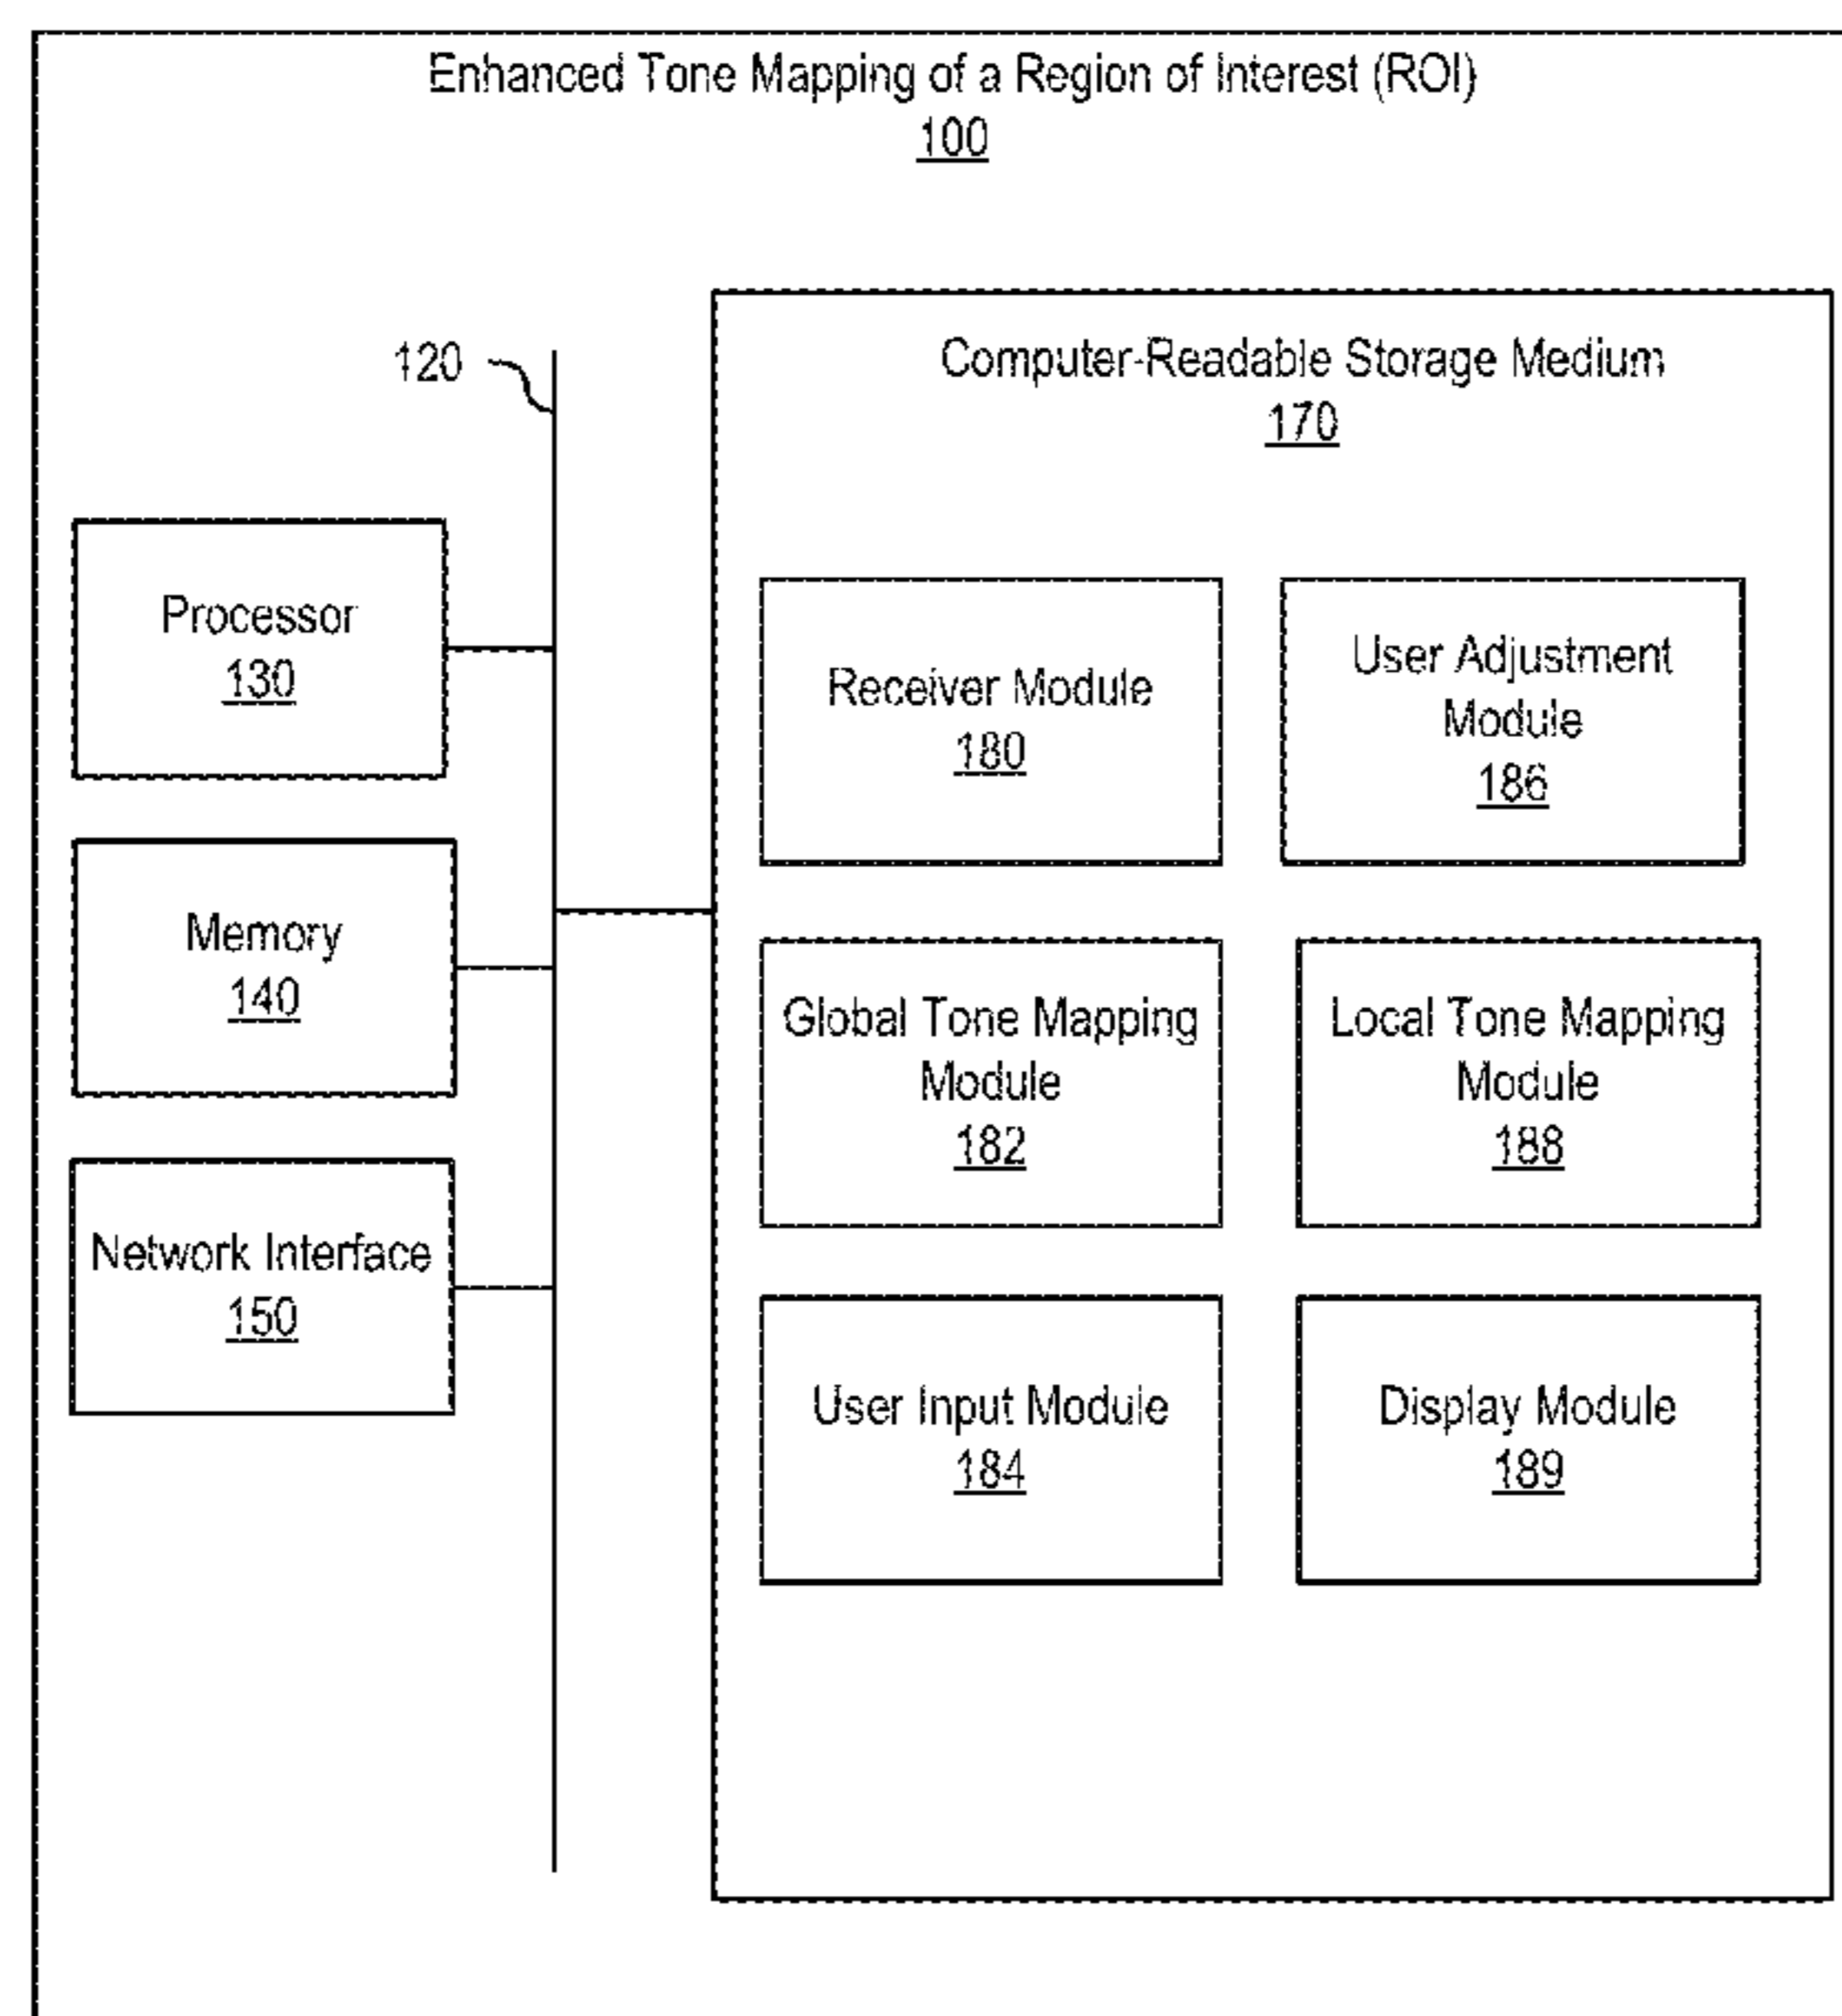 Enhanced Tone Mapping of a Region of Interest (ROI)
100
120
Computer-Readable Storage Medium
170
Processor
130
Memory
140
Network Interface
150
Receiver Module
180
User Adjustment
Module
186
Global Tone Mapping
Module
182
Local Tone Mapping
Module
188
User Input Module
184
Display Module
189